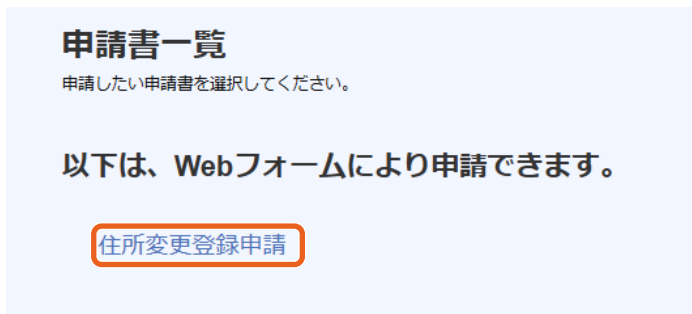 申請書一覧
申請したい申請書を選択してください。
以下は、Webフォームにより申請できます。
住所変更登録申請